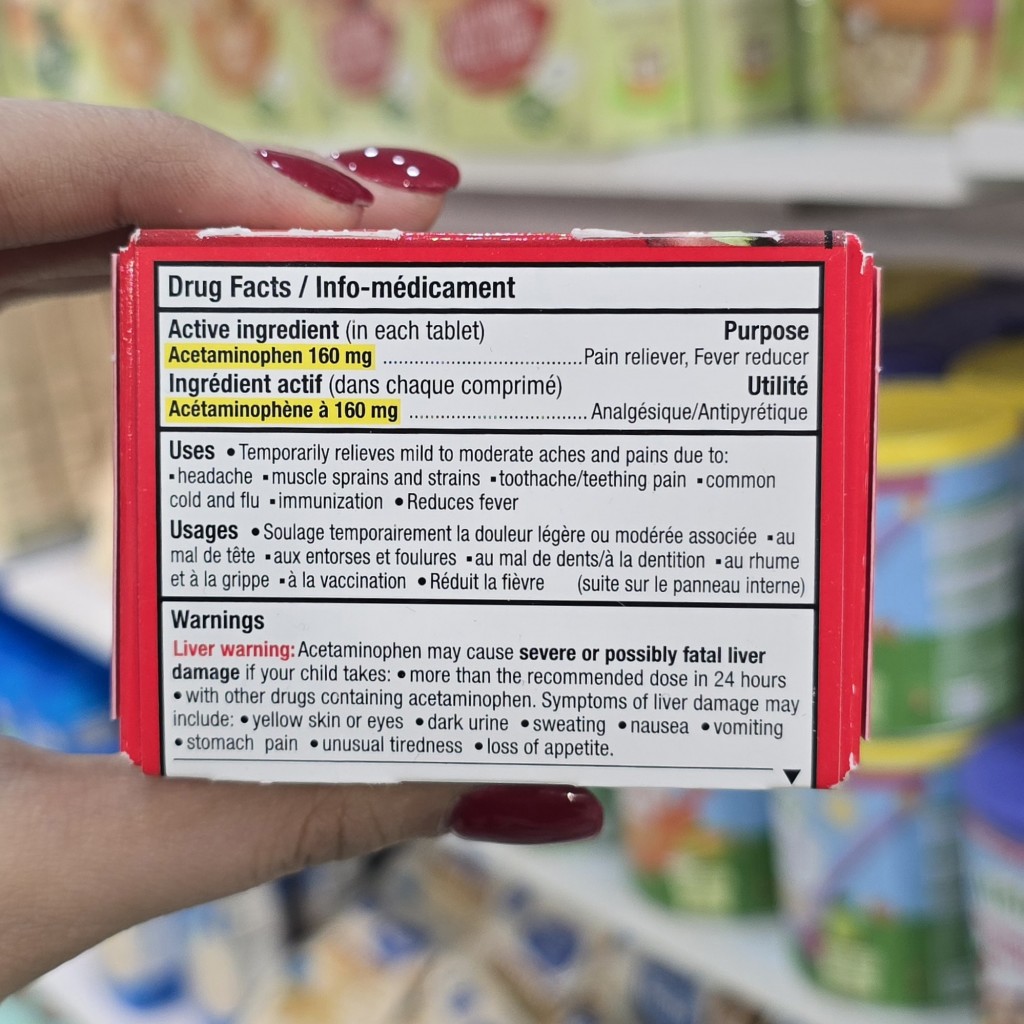 Drug Facts / Info-médicament
Active ingredient (in each tablet) Purpose
Acetaminophen 160 mg ..................................Pain reliever, Fever reducer
Ingrédient actif (dans chaque comprimé) Utilité
Acétaminophène à 160 mg .............................. Analgésique/Antipyrétique
Uses • Temporarily relieves mild to moderate aches and pains due to:
▪ headache ▪ muscle sprains and strains ▪ toothache/teething pain ▪ common
cold and flu ▪ immunization • Reduces fever
Usages • Soulage temporairement la douleur légère ou modérée associée ▪ au
mal de tête ▪ aux entorses et foulures ▪ au mal de dents/à la dentition ▪ au rhume
et à la grippe ▪ à la vaccination • Réduit la fièvre (suite sur le panneau interne)
Warnings
Liver warning: Acetaminophen may cause severe or possibly fatal liver
damage if your child takes: • more than the recommended dose in 24 hours
• with other drugs containing acetaminophen. Symptoms of liver damage may
include: • yellow skin or eyes • dark urine • sweating • nausea • vomiting
• stomach pain • unusual tiredness • loss of appetite.